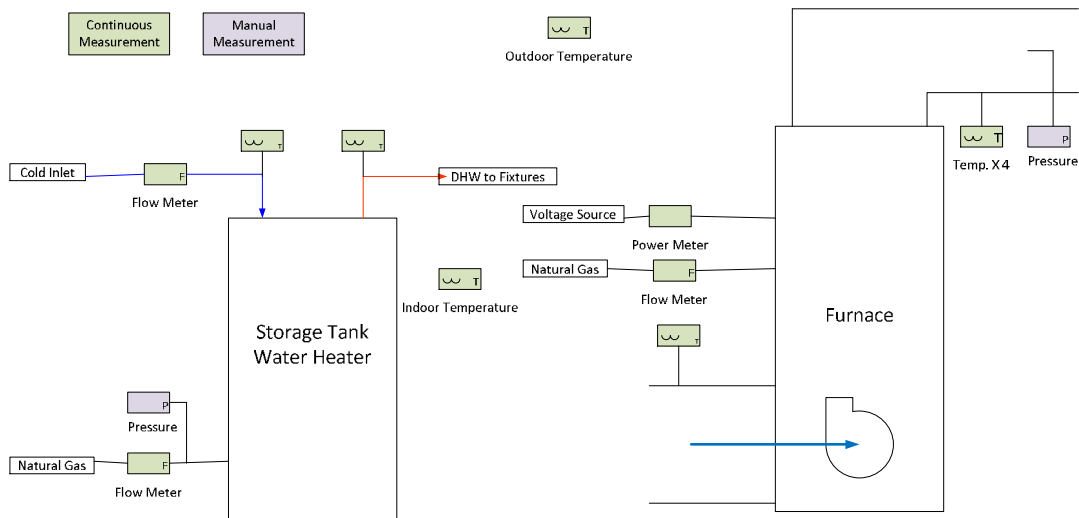 Continuous
Measurement
Manual
Measurement
T
Outdoor Temperature
T
T
T
Temp. X 4
P
Pressure
Cold Inlet
F
Flow Meter
DHW to Fixtures
Voltage Source
Power Meter
Natural Gas
F
Flow Meter
T
Indoor Temperature
Storage Tank
Water Heater
Furnace
T
P
Pressure
Natural Gas
F
Flow Meter